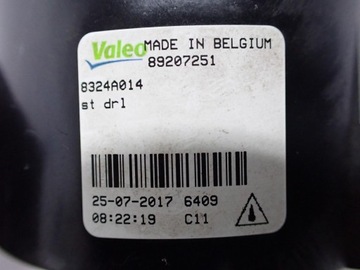 Valeo MADE IN BELGIUM
89207251
8324A014
st drl
25-07-2017 6409
08:22:19 C11